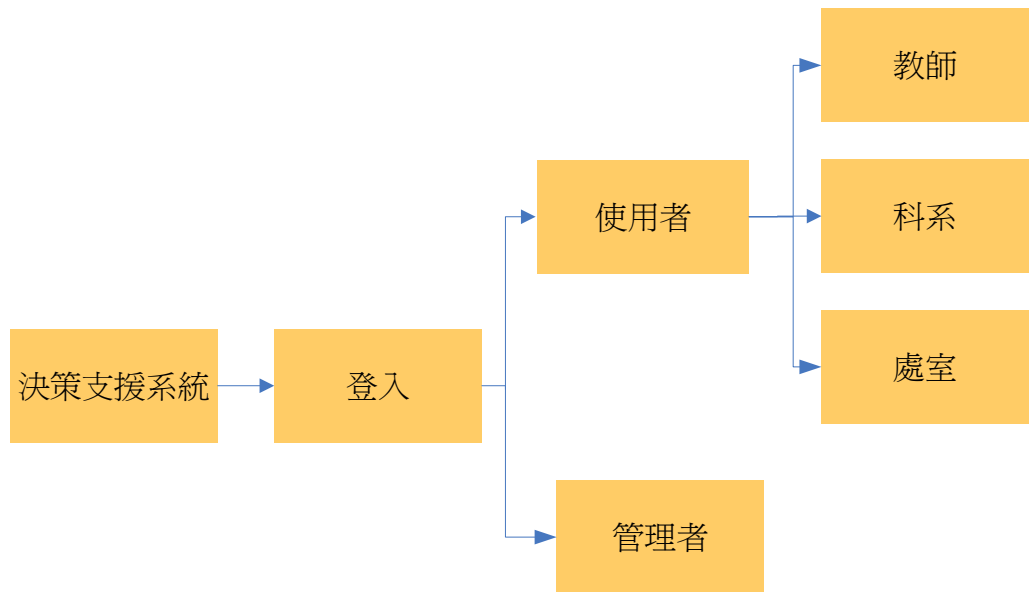 決策支援系統
登入
使用者
管理者
教師
科系
處室